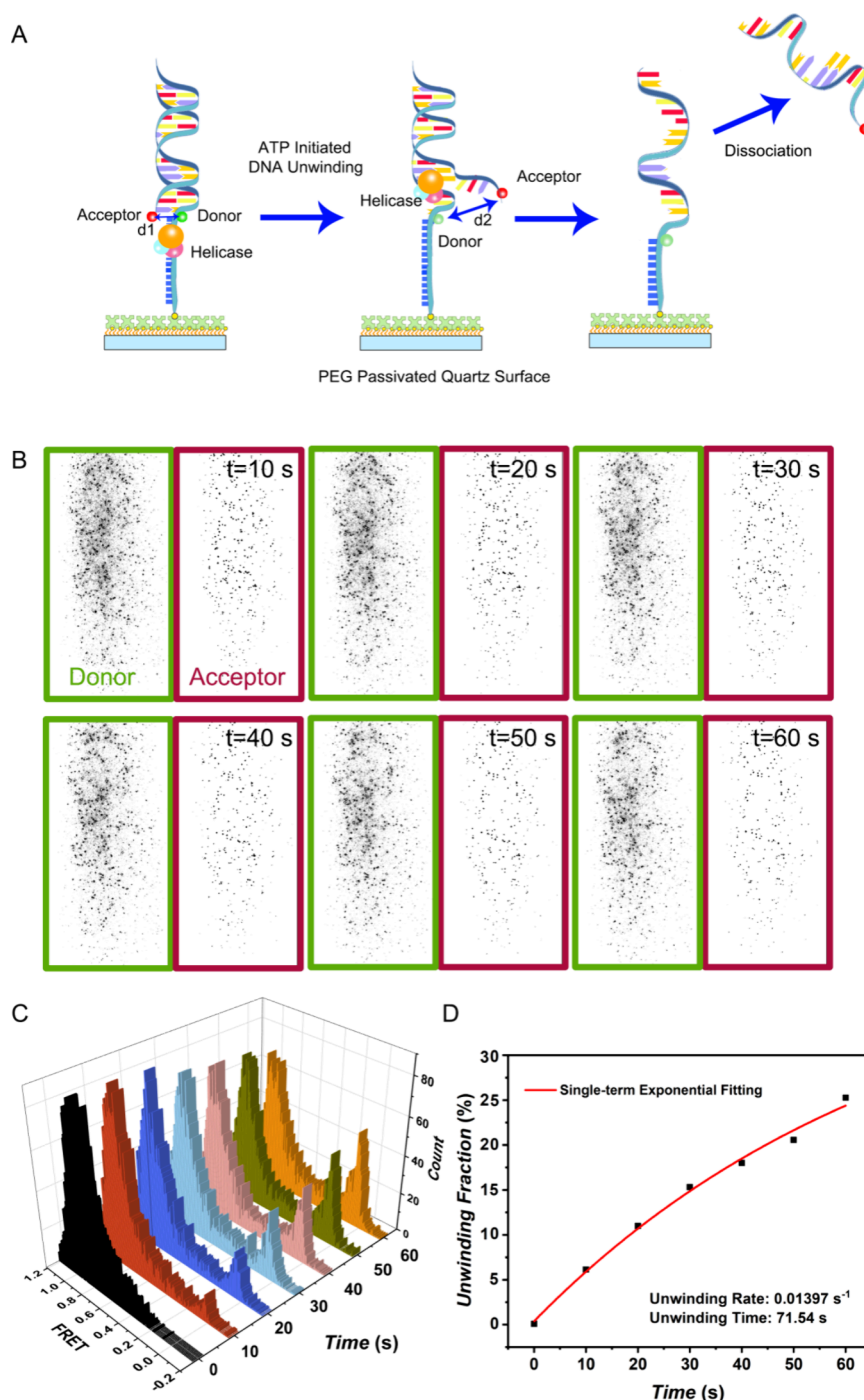 A
ATP Initiated
DNA Unwinding
Acceptor
Donor
d1
Helicase
Helicase
Acceptor
d2
Donor
Dissociation
PEG Passivated Quartz Surface
B
t=10 s
t=20 s
t=30 s
Donor
Acceptor
t=40 s
t=50 s
t=60 s
C
80
60
40
20
0
Count
1.2
1.0
0.8
0.6
0.4
0.2
0.0
-0.2
FRET
0
10
20
30
40
50
60
Time (s)
D
30
25
20
15
10
5
0
Unwinding Fraction (%)
Single-term Exponential Fitting
Unwinding Rate: 0.01397 s⁻¹
Unwinding Time: 71.54 s
0 10 20 30 40 50 60
Time (s)